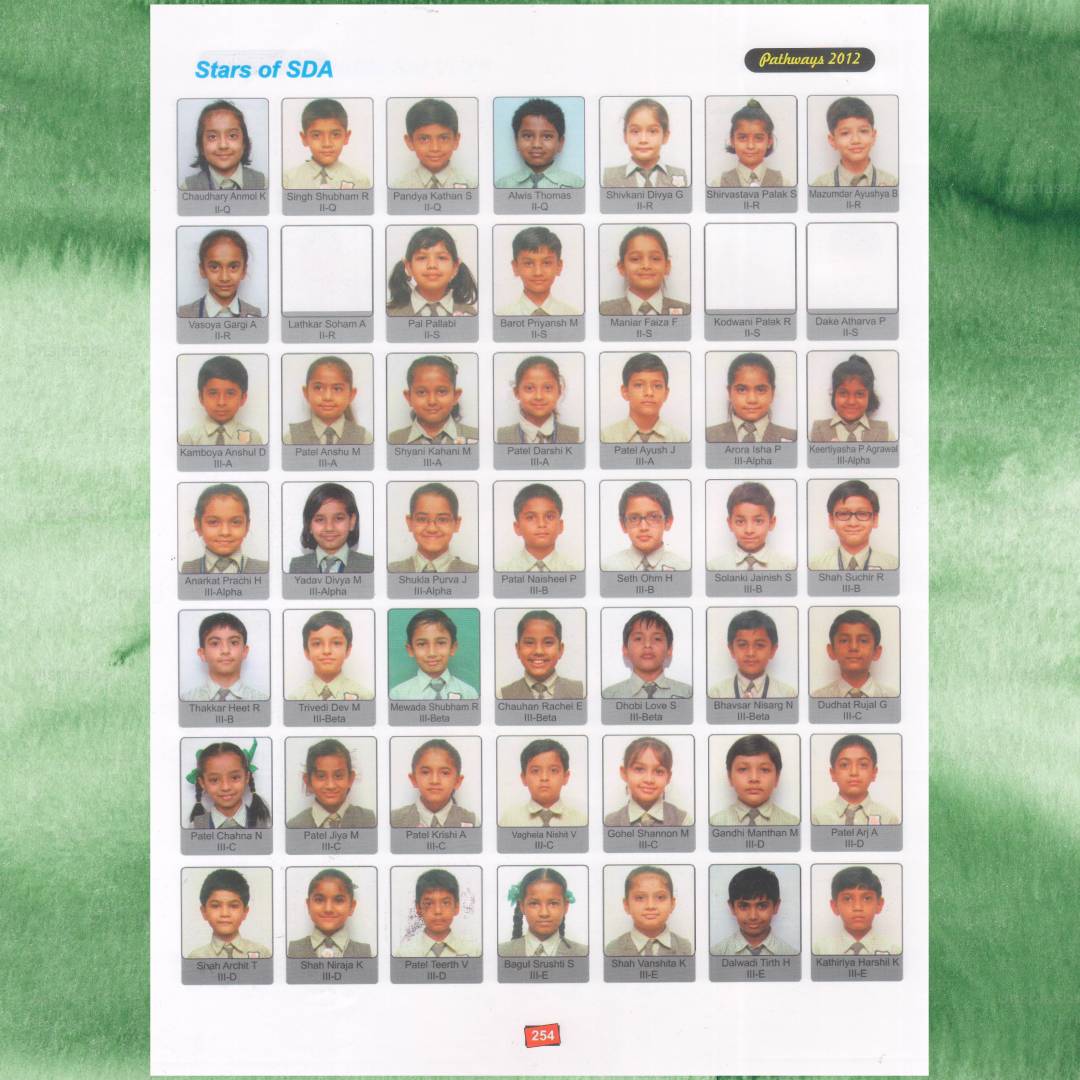 Stars of SDA
Pathways 2012
Chaudhary Anmol K
II-Q
Singh Shubham R
II-Q
Pandya Kathan S
II-Q
Alwis Thomas
II-Q
Shivkani Divya G
II-R
Shirvastava Palak S
II-R
Mazumdar Ayushya B
II-R
Vasoya Gargi A
II-R
Lathkar Soham A
II-R
Pal Pallabi
II-S
Barot Priyansh M
II-S
Maniar Faiza F
II-S
Kodwani Palak R
II-S
Dake Atharva P
II-S
Kamboya Anshul D
III-A
Patel Anshu M
III-A
Shyani Kahani M
III-A
Patel Darshi K
III-A
Patel Ayush J
III-A
Arora Isha P
III-Alpha
Keertiyasha P Agrawal
III-Alpha
Anarkat Prachi H
III-Alpha
Yadav Divya M
III-Alpha
Shukla Purva J
III-Alpha
Patal Naisheel P
III-B
Seth Ohm H
III-B
Solanki Jainish S
III-B
Shah Suchir R
III-B
Thakkar Heet R
III-B
Trivedi Dev M
III-Beta
Mewada Shubham R
III-Beta
Chauhan Rachei E
III-Beta
Dhobi Love S
III-Beta
Bhavsar Nisarg N
III-Beta
Dudhat Rujal G
III-C
Patel Chahna N
III-C
Patel Jiya M
III-C
Patel Krishi A
III-C
Vaghela Nishit V
III-C
Gohel Shannon M
III-C
Gandhi Manthan M
III-D
Patel Arj A
III-D
Shah Archit T
III-D
Shah Niraja K
III-D
Patel Teerth V
III-D
Bagul Srushti S
III-E
Shah Vanshita K
III-E
Dalwadi Tirth H
III-E
Kathiriya Harshil K
III-E
254